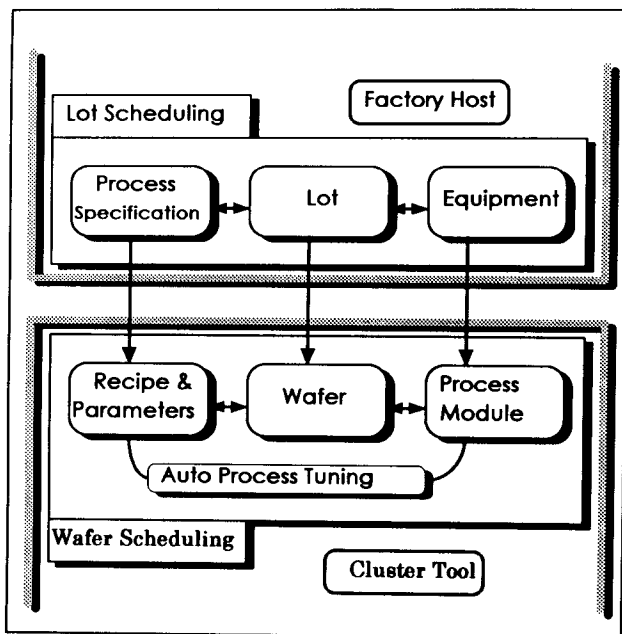 Factory Host
Lot Scheduling
Process
Specification
Lot
Equipment
Recipe &
Parameters
Wafer
Process
Module
Auto Process Tuning
Wafer Scheduling
Cluster Tool